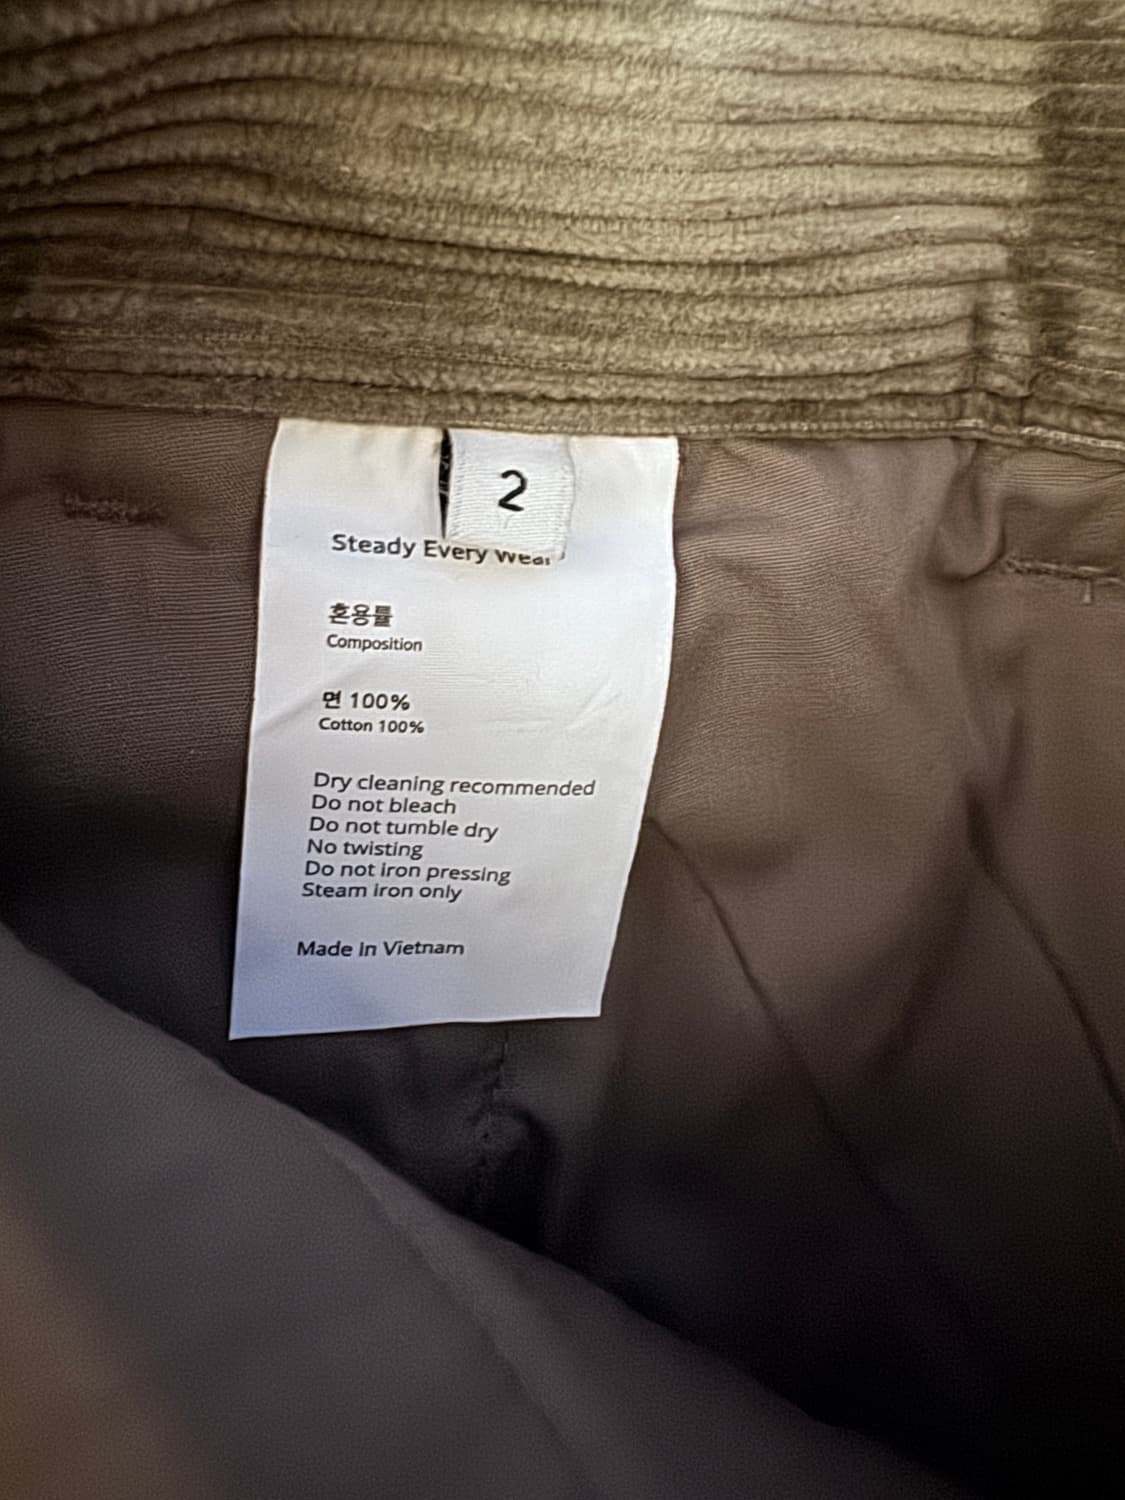 2
Steady Every Wear
혼용률
Composition
면 100%
Cotton 100%
Dry cleaning recommended
Do not bleach
Do not tumble dry
No twisting
Do not iron pressing
Steam iron only
Made in Vietnam